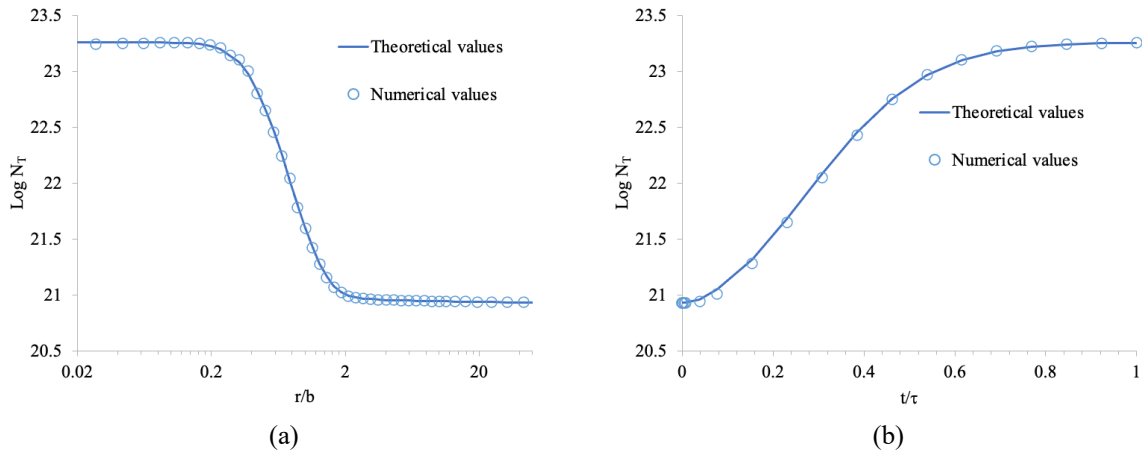 23.5
23
22.5
22
21.5
21
20.5
Log N_T
0.02
0.2
2
20
r/b
Theoretical values
Numerical values
(a)
23.5
23
22.5
22
21.5
21
20.5
Log N_T
0
0.2
0.4
0.6
0.8
1
t/τ
Theoretical values
Numerical values
(b)